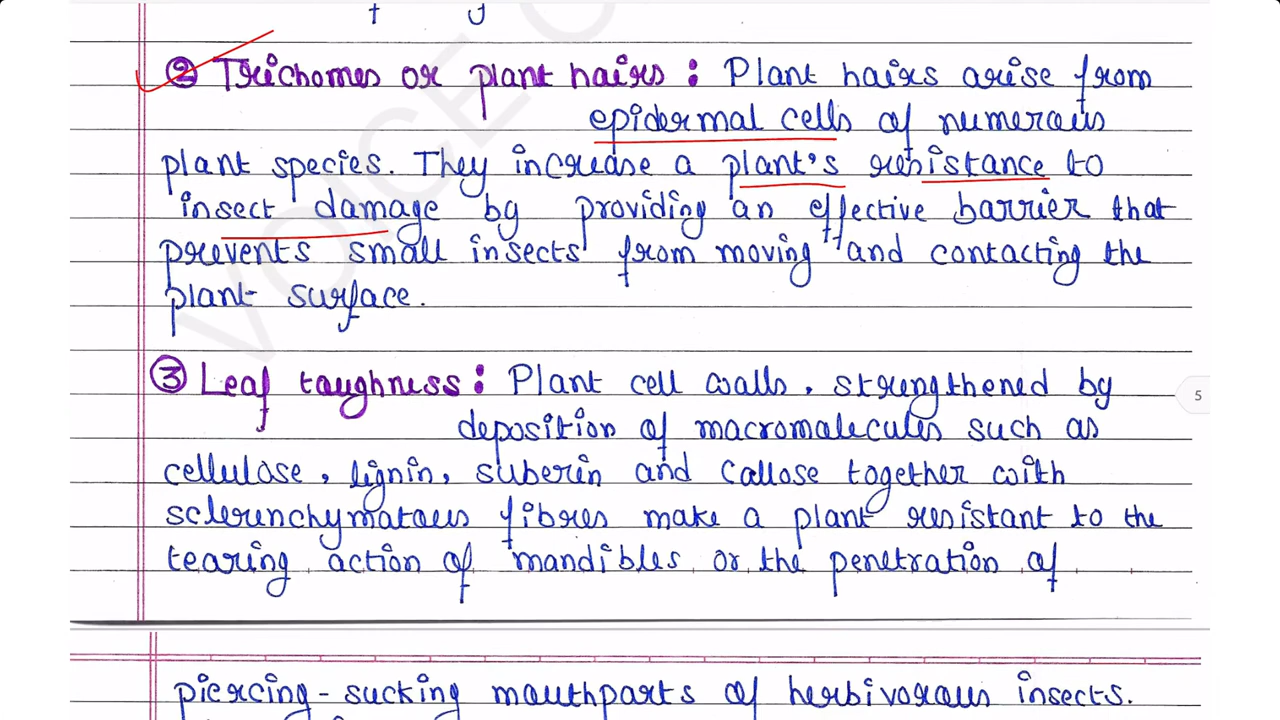 ② Trichomes or plant hairs : Plant hairs arise from
epidermal cells of numerous
plant species. They increase a plant's resistance to
insect damage by providing an effective barrier that
prevents small insects from moving and contacting the
plant surface.
③ Leaf toughness : Plant cell walls, strengthened by
deposition of macromolecules such as
cellulose, lignin, suberin and callose together with
sclerenchymatous fibres make a plant resistant to the
tearing action of mandibles or the penetration of
5
piercing - sucking mouthparts of herbivorous insects.